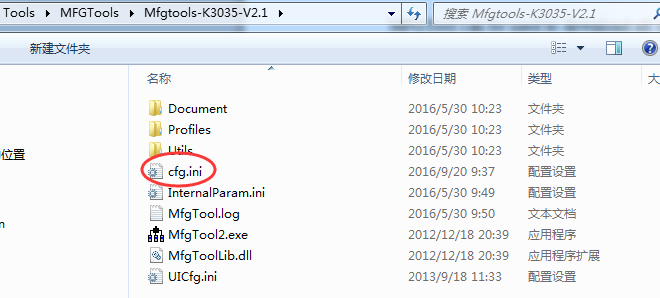 Tools ▸ MFGTools ▸ Mfgtools-K3035-V2.1 搜索 Mfgtools-K3035-V2.1
新建文件夹
名称 修改日期 类型 大
Document 2016/5/30 10:23 文件夹
Profiles 2016/5/30 10:23 文件夹
Utils 2016/5/30 10:23 文件夹
位置 cfg.ini 2016/9/20 9:37 配置设置
InternalParam.ini 2016/5/30 9:49 配置设置
MfgTool.log 2016/5/30 9:50 文本文档
MfgTool2.exe 2012/12/18 20:39 应用程序
MfgToolLib.dll 2012/12/18 20:39 应用程序扩展
UICfg.ini 2013/9/18 11:33 配置设置